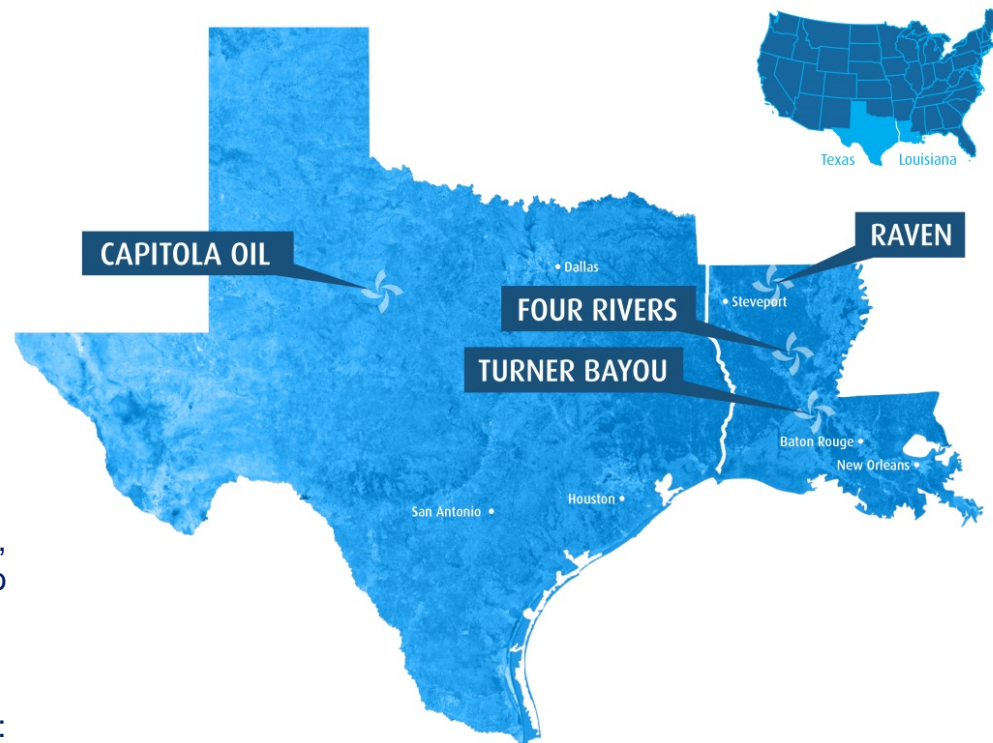 Texas
Louisiana
RAVEN
CAPITOLA OIL
Dallas
Steveport
FOUR RIVERS
TURNER BAYOU
Baton Rouge
New Orleans
Houston
San Antonio
,
: